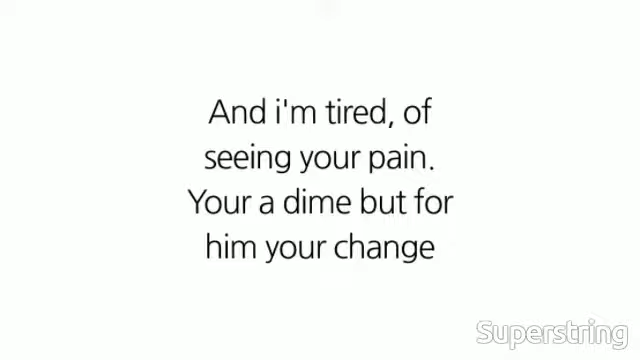 And i'm tired, of
seeing your pain.
Your a dime but for
him your change
Superstring